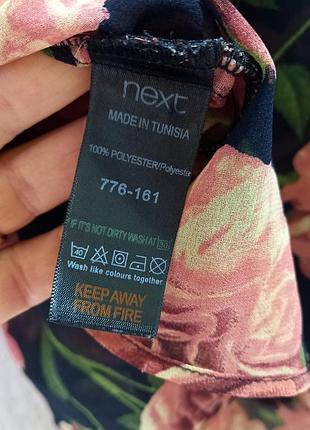 next
MADE IN TUNISIA
100% POLYESTER/Polyester
776-161
IF IT'S NOT DIRTY WASH AT 30
40
Wash like colours together
KEEP AWAY
FROM FIRE